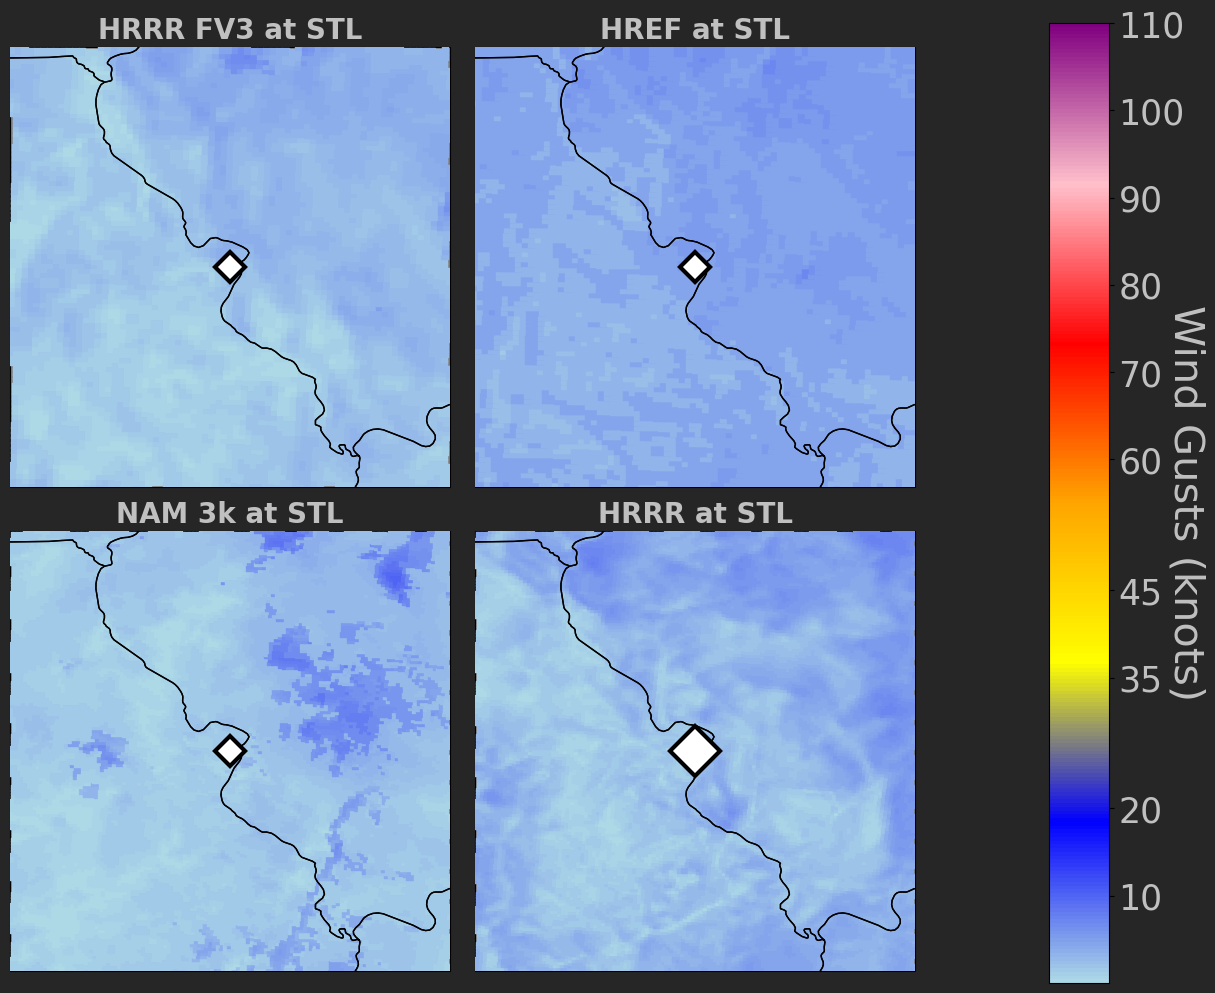 HRRR FV3 at STL
HREF at STL
NAM 3k at STL
HRRR at STL
110
100
90
80
70
60
45
35
20
10
Wind Gusts (knots)